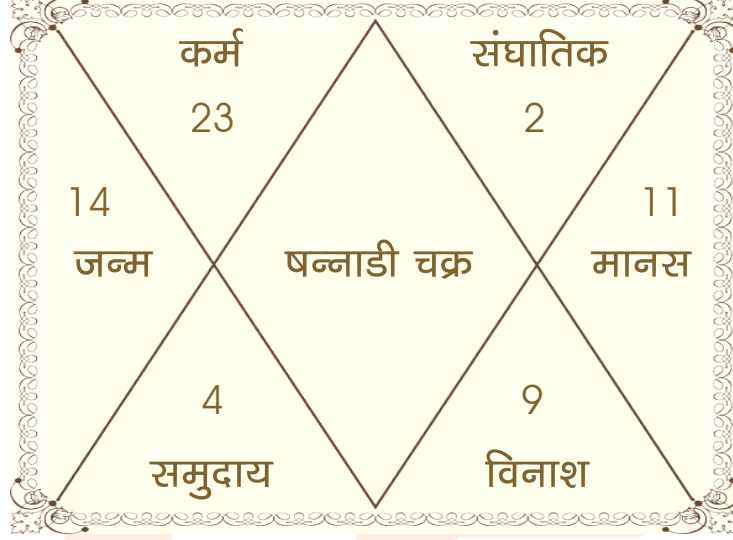 कर्म
23
संघातिक
2
14
जन्म
षन्नाडी चक्र
11
मानस
4
समुदाय
9
विनाश